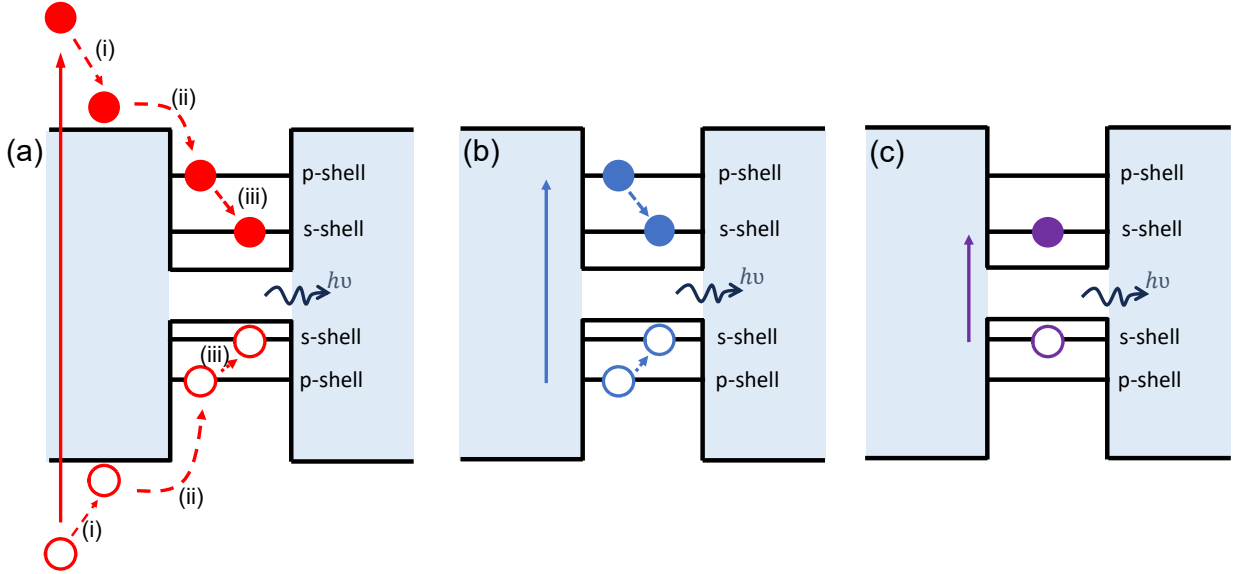 (i)
(ii)
(a)
p-shell
(iii)
s-shell
hυ
s-shell
(iii)
p-shell
(ii)
(i)
(b)
p-shell
s-shell
hυ
s-shell
p-shell
(c)
p-shell
s-shell
hυ
s-shell
p-shell